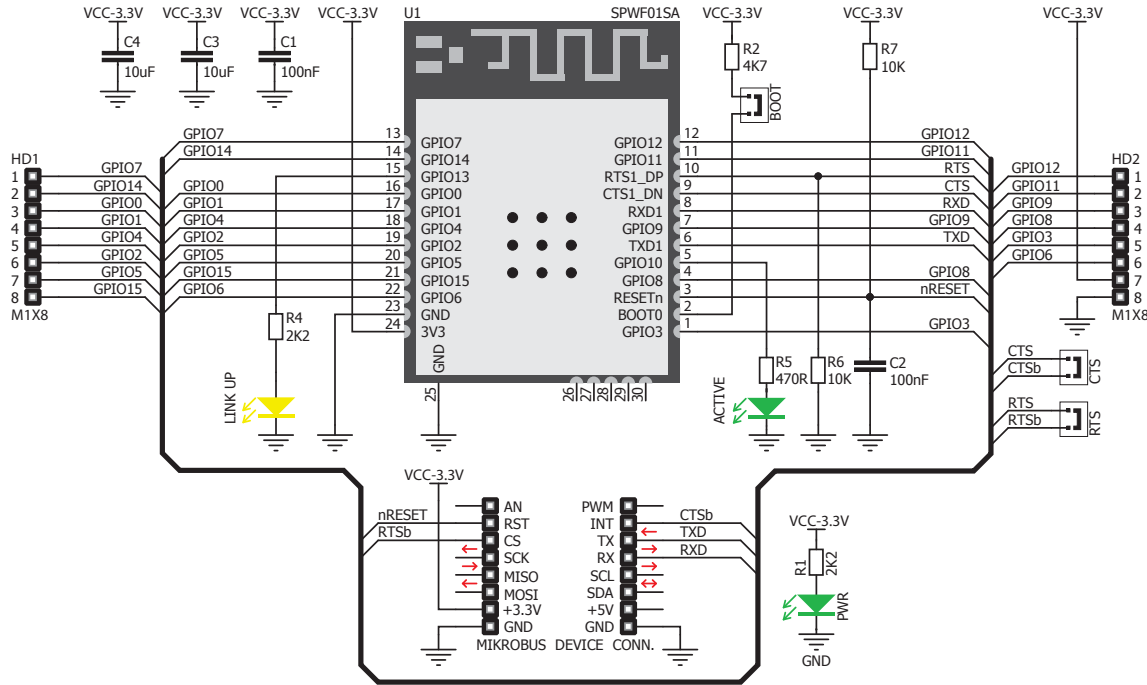 VCC-3.3V VCC-3.3V VCC-3.3V VCC-3.3V U1 SPWF01SA VCC-3.3V VCC-3.3V VCC-3.3V
C4 10uF
C3 10uF
C1 100nF
R2 4K7
R7 10K
BOOT
GPIO7 13 GPIO7 GPIO12 12 GPIO12
GPIO14 14 GPIO14 GPIO11 11 GPIO11
15 GPIO13 RTS1_DP 10 RTS
GPIO0 16 GPIO0 CTS1_DN 9 CTS
GPIO1 17 GPIO1 RXD1 8 RXD
GPIO4 18 GPIO4 GPIO9 7 GPIO9
GPIO2 19 GPIO2 TXD1 6 TXD
GPIO5 20 GPIO5 GPIO10 5
GPIO15 21 GPIO15 GPIO8 4 GPIO8
GPIO6 22 GPIO6 RESETn 3 nRESET
23 GND BOOT0 2
24 3V3 GPIO3 1 GPIO3
GND
25 26 27 28 29 30
HD1
1 GPIO7
2 GPIO14
3 GPIO0
4 GPIO1
5 GPIO4
6 GPIO2
7 GPIO5
8 GPIO15
M1X8
HD2
GPIO12 1
GPIO11 2
GPIO9 3
GPIO8 4
GPIO3 5
GPIO6 6
7
8
M1X8
R4 2K2
LINK UP
R5 470R
ACTIVE
R6 10K
C2 100nF
CTS
CTSb
CTS
RTS
RTSb
RTS
VCC-3.3V
AN PWM
nRESET RST INT CTSb
RTSb CS TX TXD
SCK RX RXD
MISO SCL
MOSI SDA
+3.3V +5V
GND GND
MIKROBUS DEVICE CONN.
VCC-3.3V
R1 2K2
PWR
GND